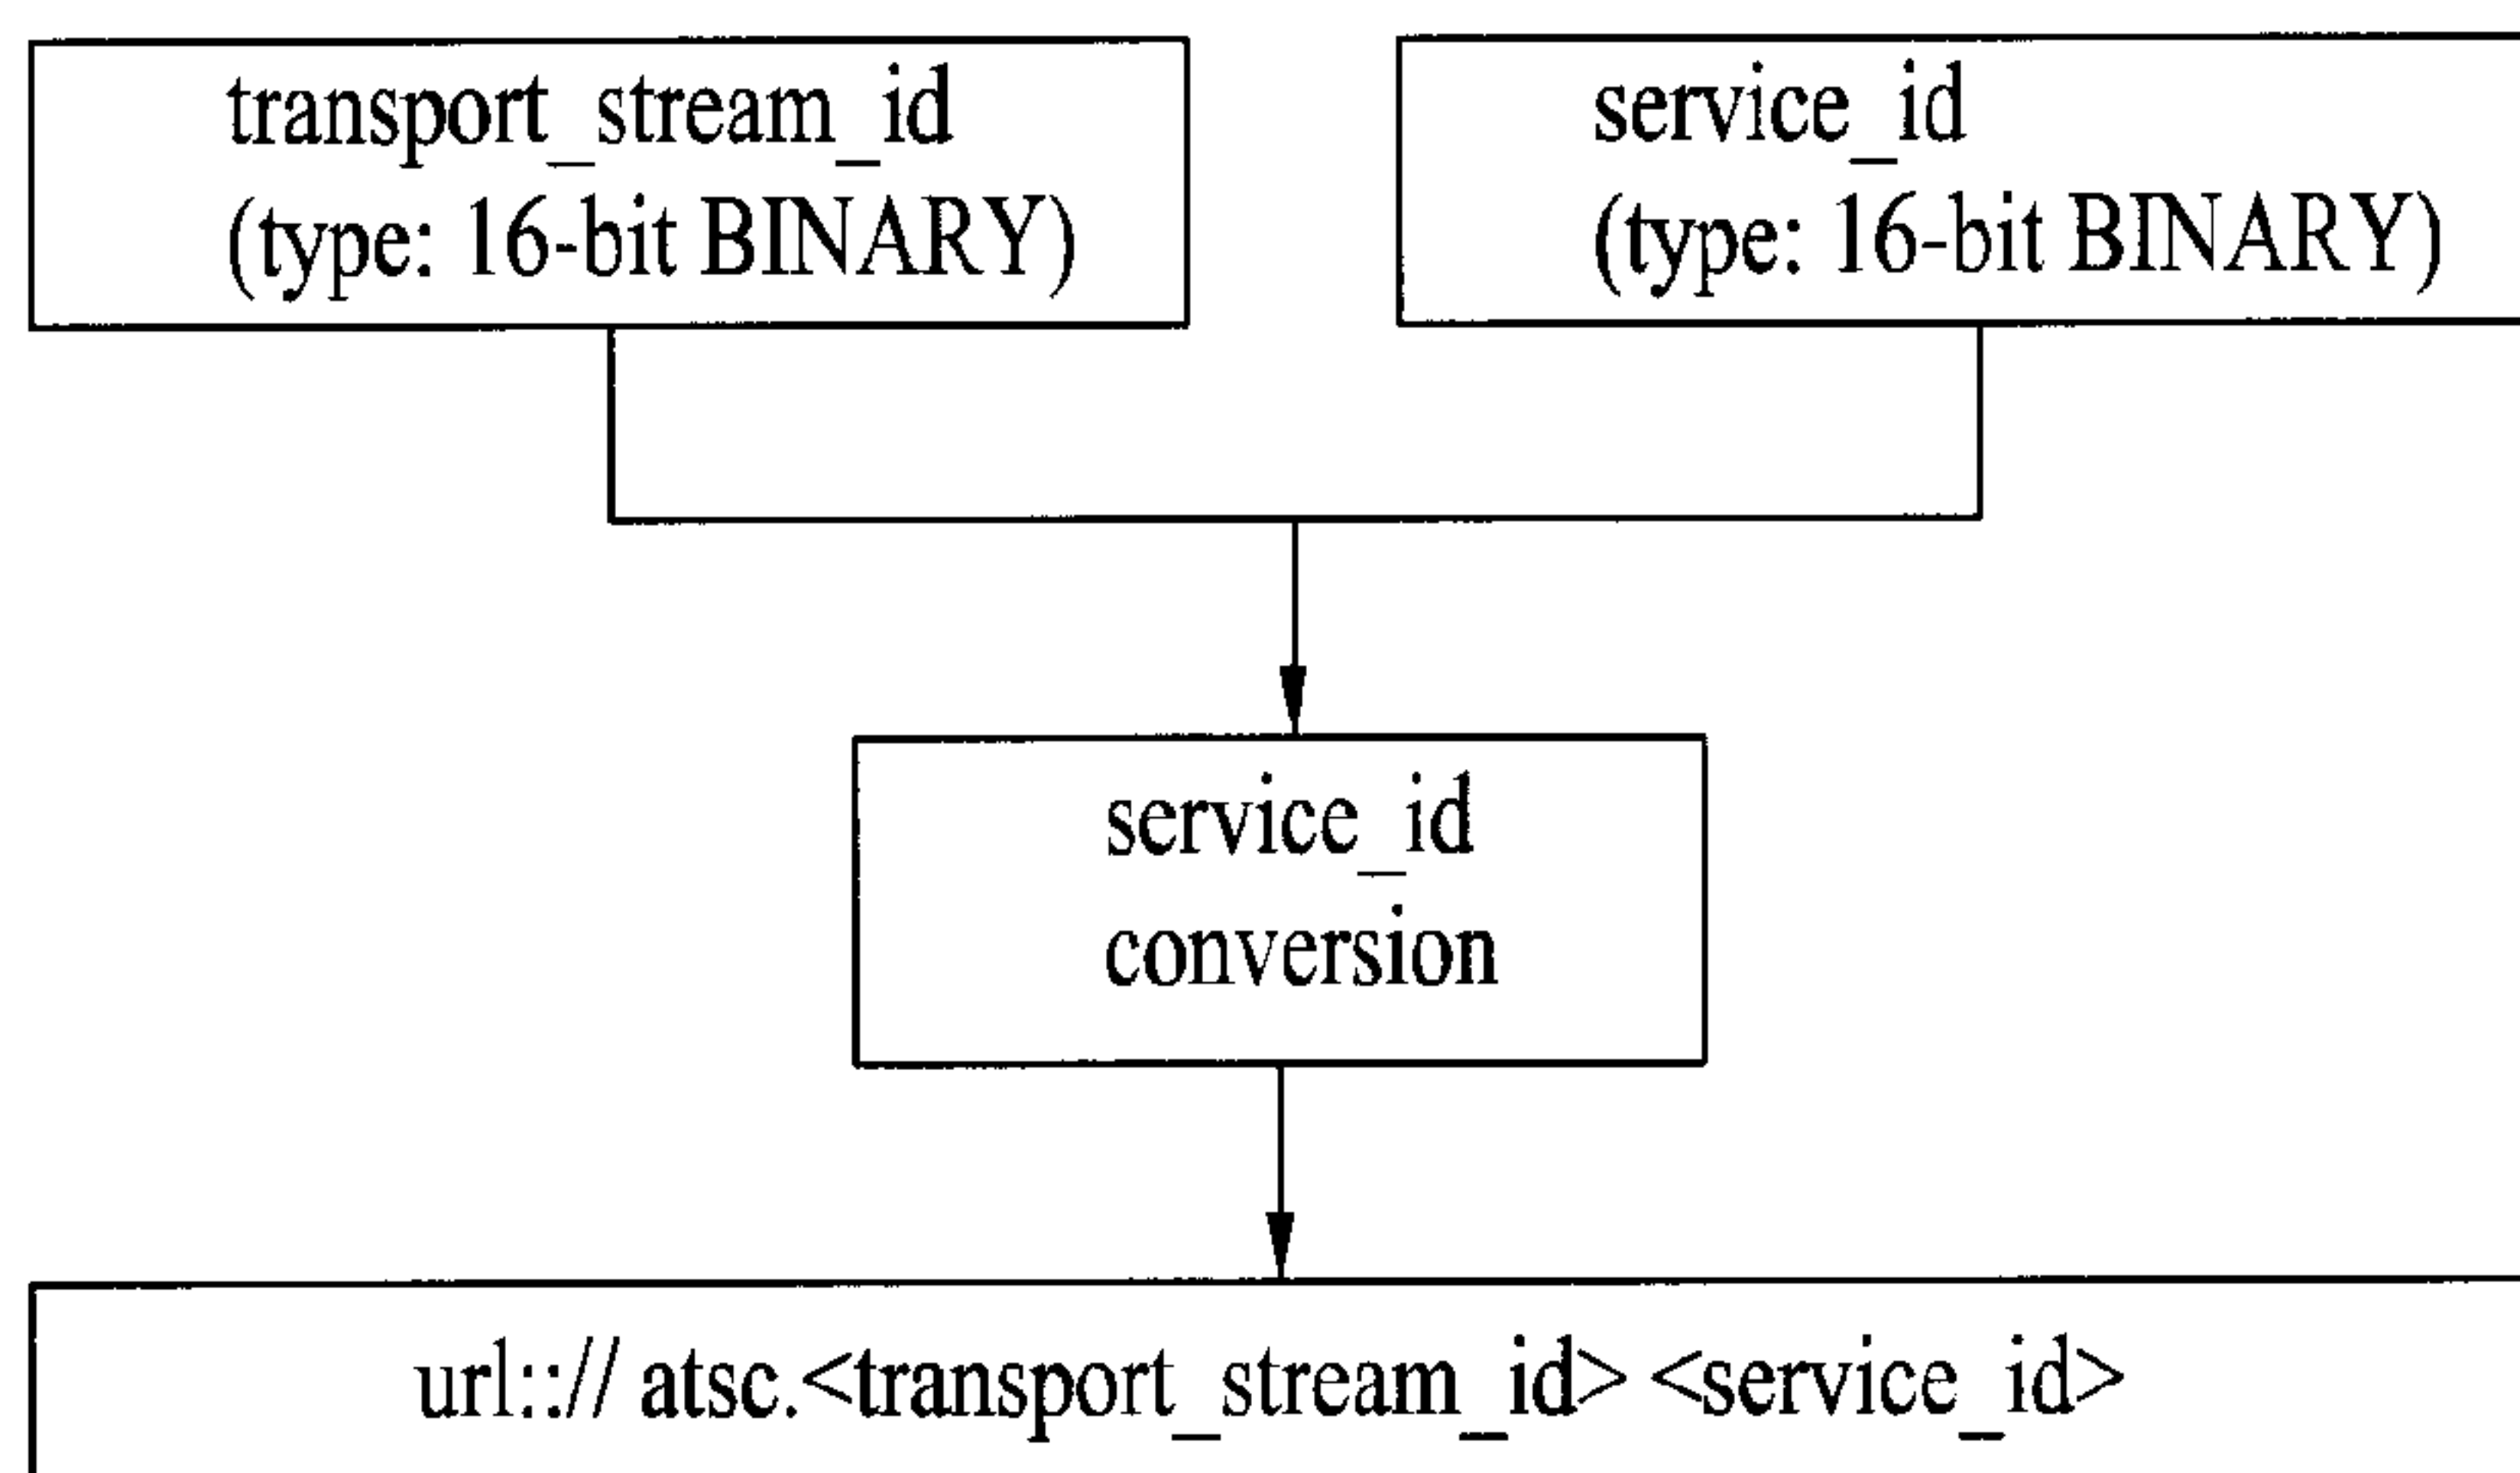 transport_stream_id
(type: 16-bit BINARY)
service_id
(type: 16-bit BINARY)
service_id
conversion
url::// atsc.<transport_stream_id> <service_id>